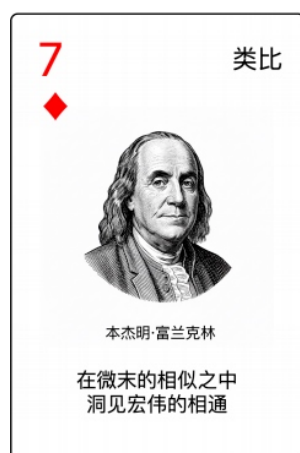 7
类比
本杰明·富兰克林
在微末的相似之中
洞见宏伟的相通